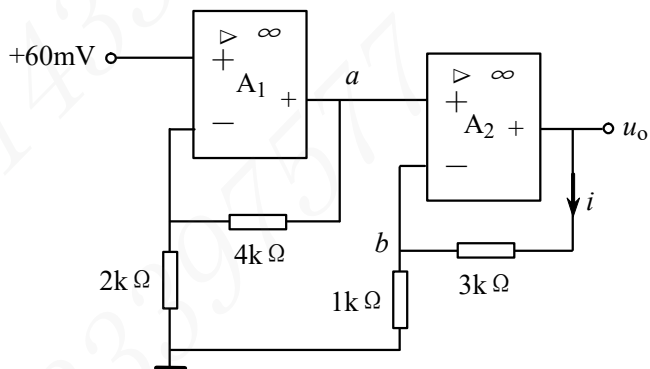 ▷ ∞
+60mV
+
A₁
+
−
a
▷ ∞
+
A₂
+
−
uₒ
i
b
4kΩ
3kΩ
2kΩ
1kΩ